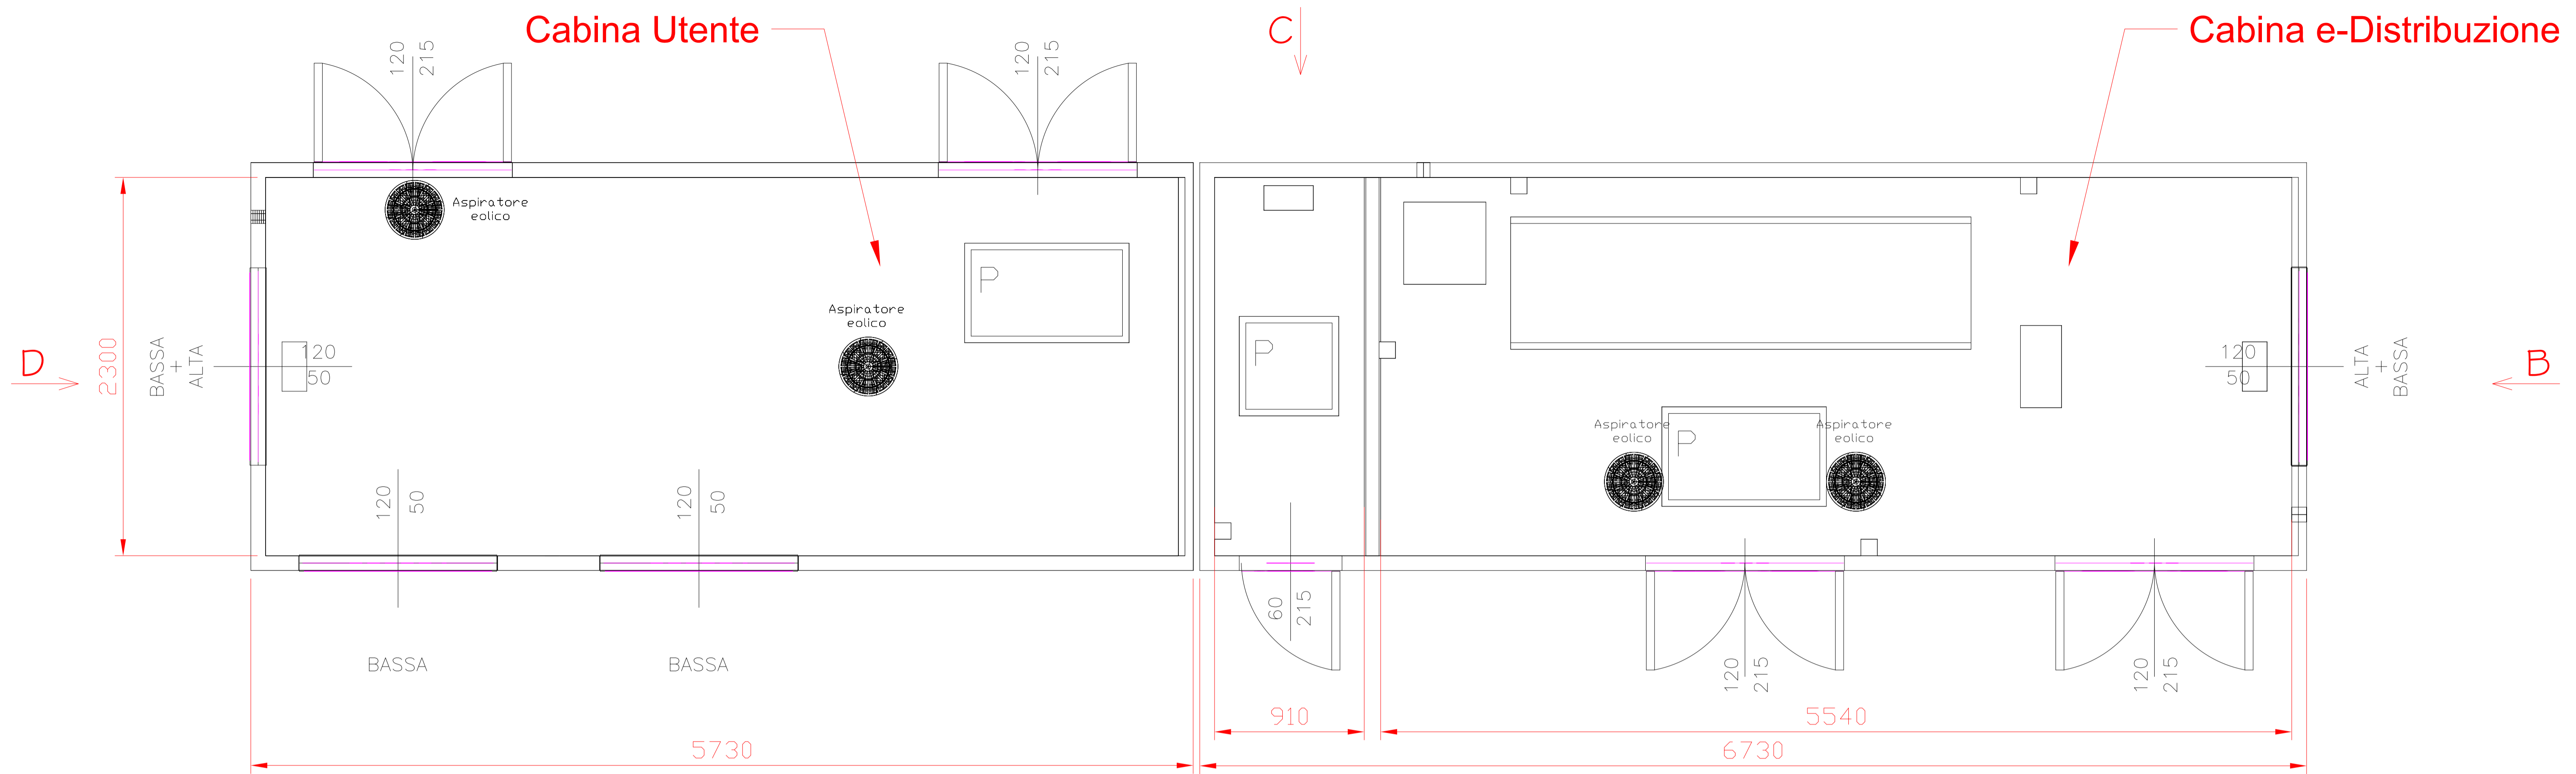 Cabina Utente
C
Cabina e-Distribuzione
120
215
120
215
Aspiratore
eolico
Aspiratore
eolico
P
P
P
D
2300
BASSA
+
ALTA
120
50
120
50
ALTA
+
BASSA
B
Aspiratore
eolico
Aspiratore
eolico
120
50
120
50
60
215
BASSA
BASSA
120
215
120
215
910
5540
5730
6730